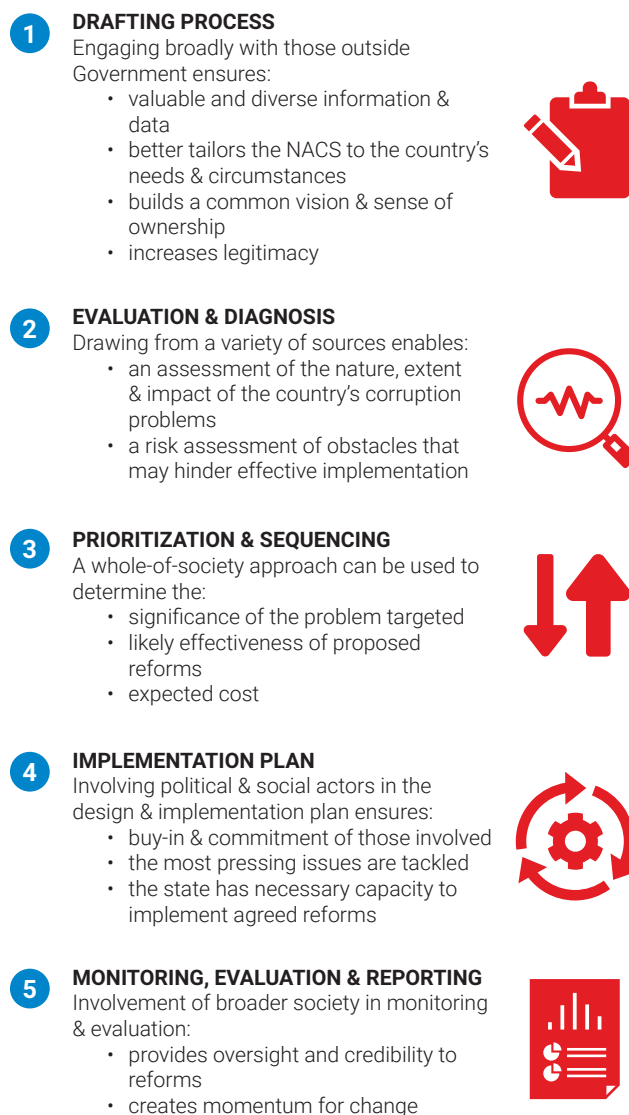 1
DRAFTING PROCESS
Engaging broadly with those outside
Government ensures:
• valuable and diverse information &
data
• better tailors the NACS to the country's
needs & circumstances
• builds a common vision & sense of
ownership
• increases legitimacy
2
EVALUATION & DIAGNOSIS
Drawing from a variety of sources enables:
• an assessment of the nature, extent
& impact of the country's corruption
problems
• a risk assessment of obstacles that
may hinder effective implementation
3
PRIORITIZATION & SEQUENCING
A whole-of-society approach can be used to
determine the:
• significance of the problem targeted
• likely effectiveness of proposed
reforms
• expected cost
4
IMPLEMENTATION PLAN
Involving political & social actors in the
design & implementation plan ensures:
• buy-in & commitment of those involved
• the most pressing issues are tackled
• the state has necessary capacity to
implement agreed reforms
5
MONITORING, EVALUATION & REPORTING
Involvement of broader society in monitoring
& evaluation:
• provides oversight and credibility to
reforms
• creates momentum for change